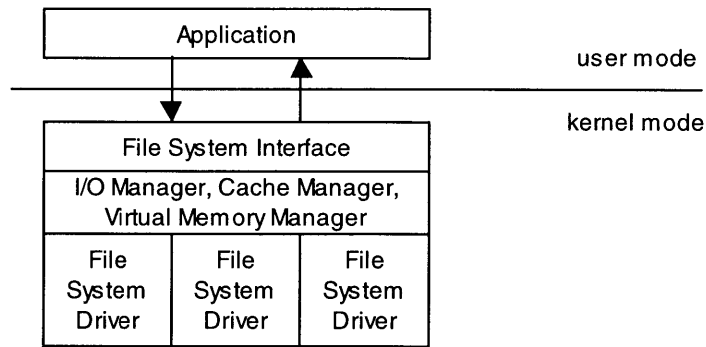 Application
user mode
kernel mode
File System Interface
I/O Manager, Cache Manager,
Virtual Memory Manager
File
System
Driver
File
System
Driver
File
System
Driver